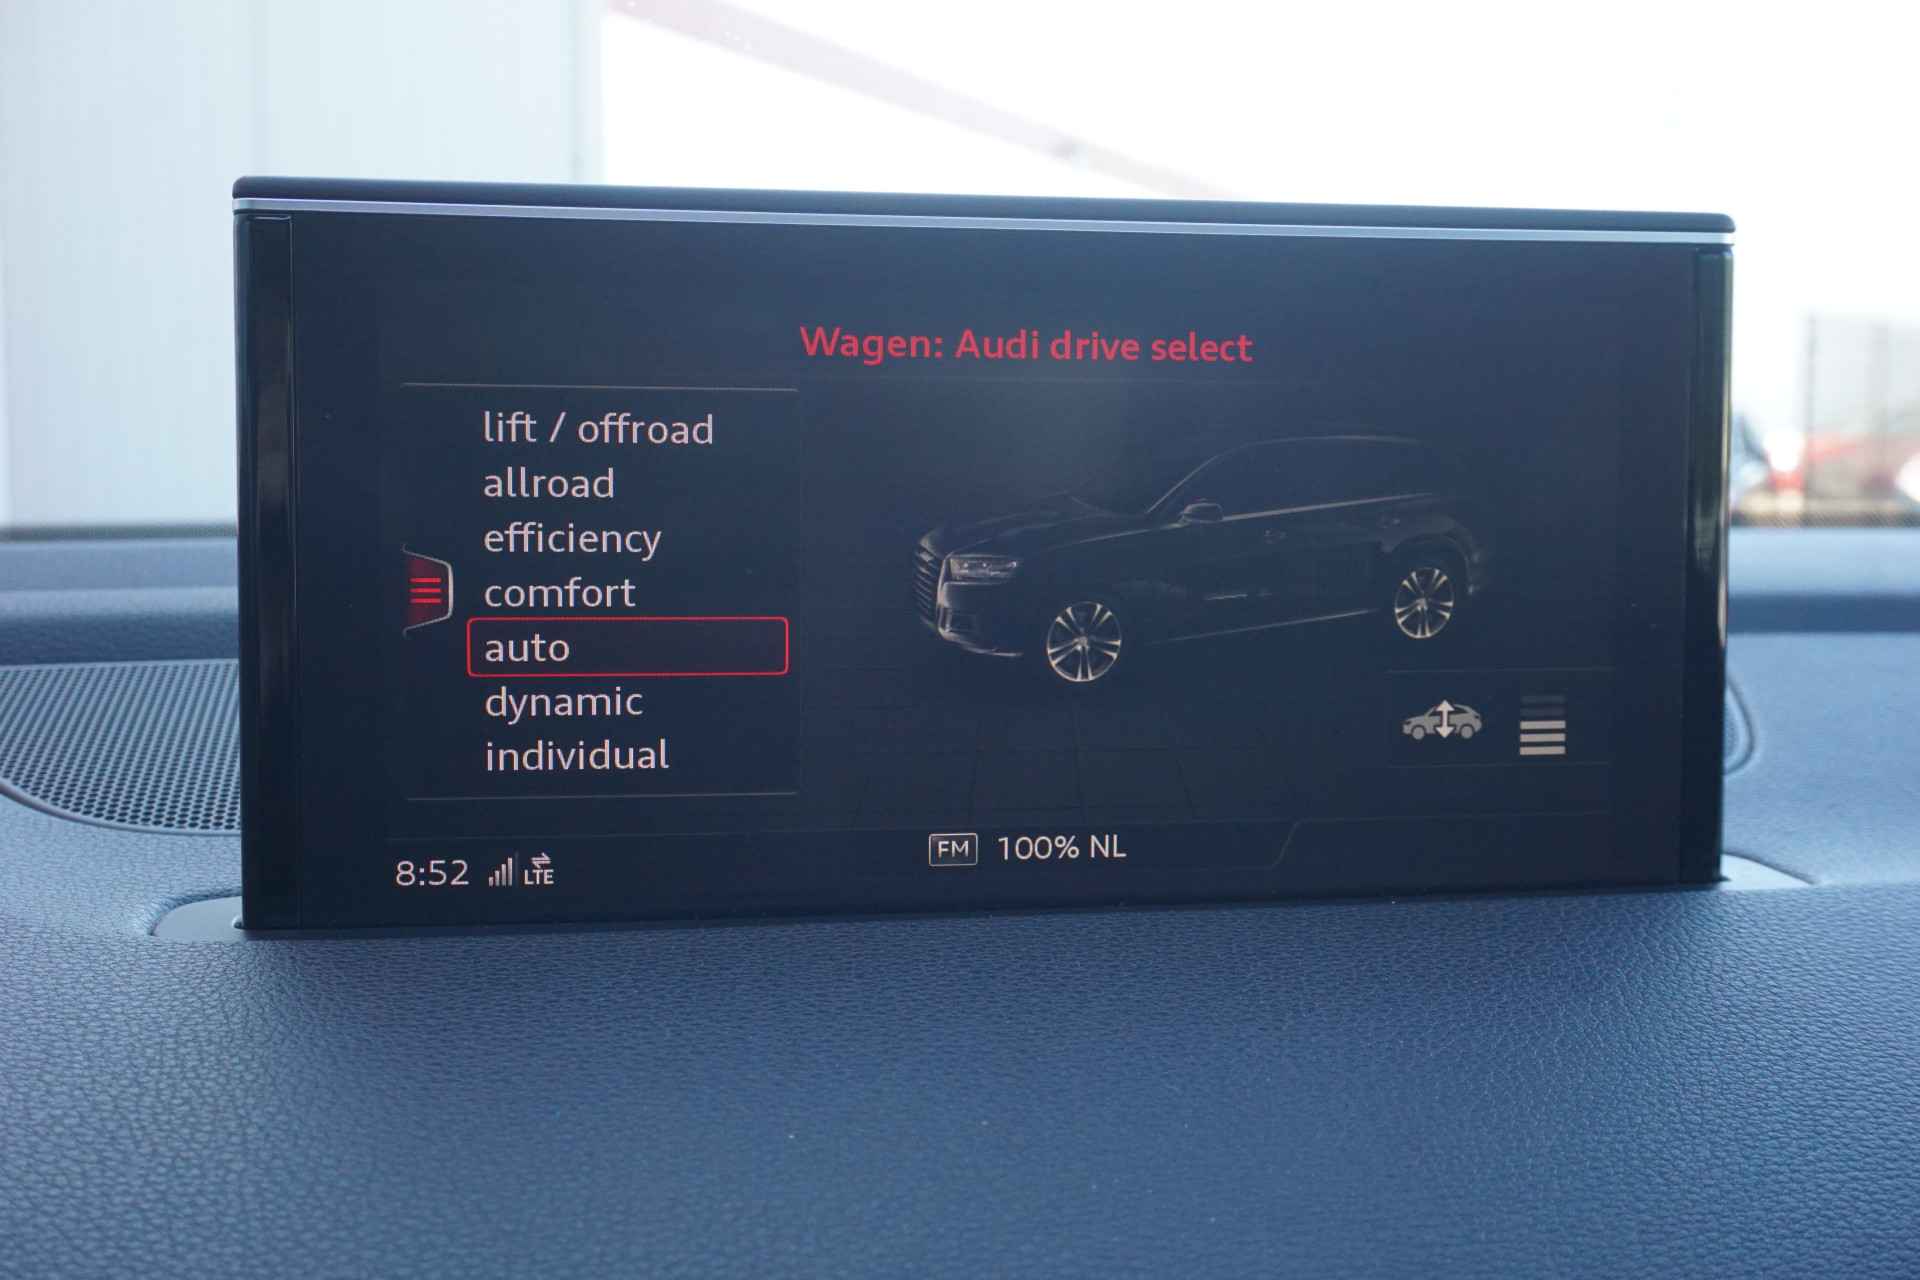 Wagen: Audi drive select
lift / offroad
allroad
efficiency
comfort
auto
dynamic
individual
8:52 LTE
FM 100% NL